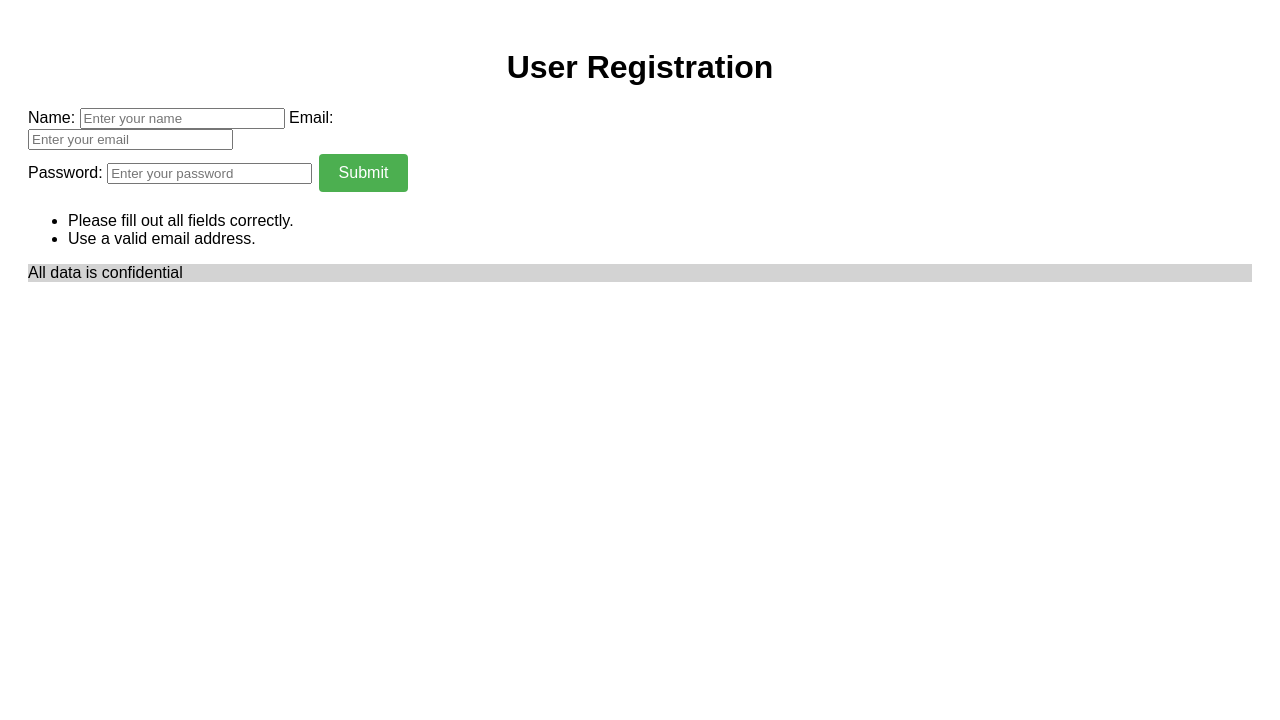 User Registration
Name: Enter your name Email:
Enter your email
Password: Enter your password Submit
Please fill out all fields correctly.
Use a valid email address.
All data is confidential